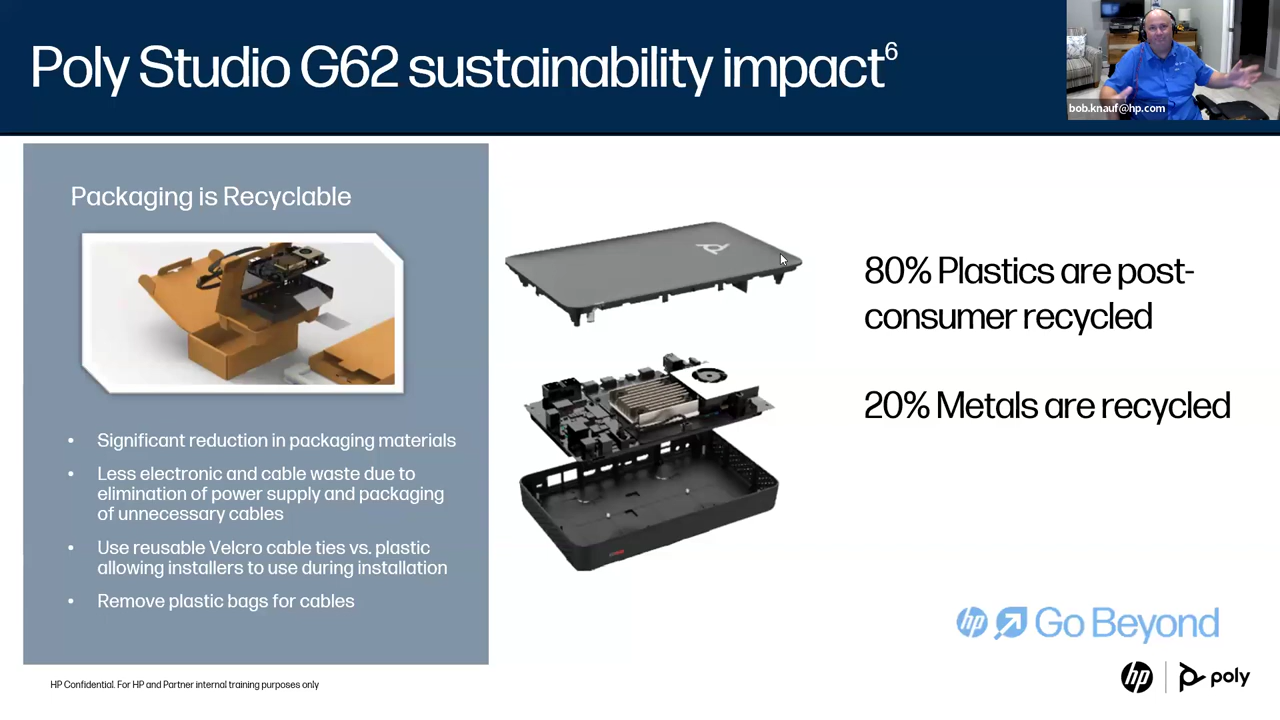 Poly Studio G62 sustainability impact6
bob.knauf@hp.com
Packaging is Recyclable
• Significant reduction in packaging materials
• Less electronic and cable waste due to
elimination of power supply and packaging
of unnecessary cables
• Use reusable Velcro cable ties vs. plastic
allowing installers to use during installation
• Remove plastic bags for cables
80% Plastics are post-
consumer recycled
20% Metals are recycled
hp Go Beyond
HP Confidential. For HP and Partner internal training purposes only
hp poly